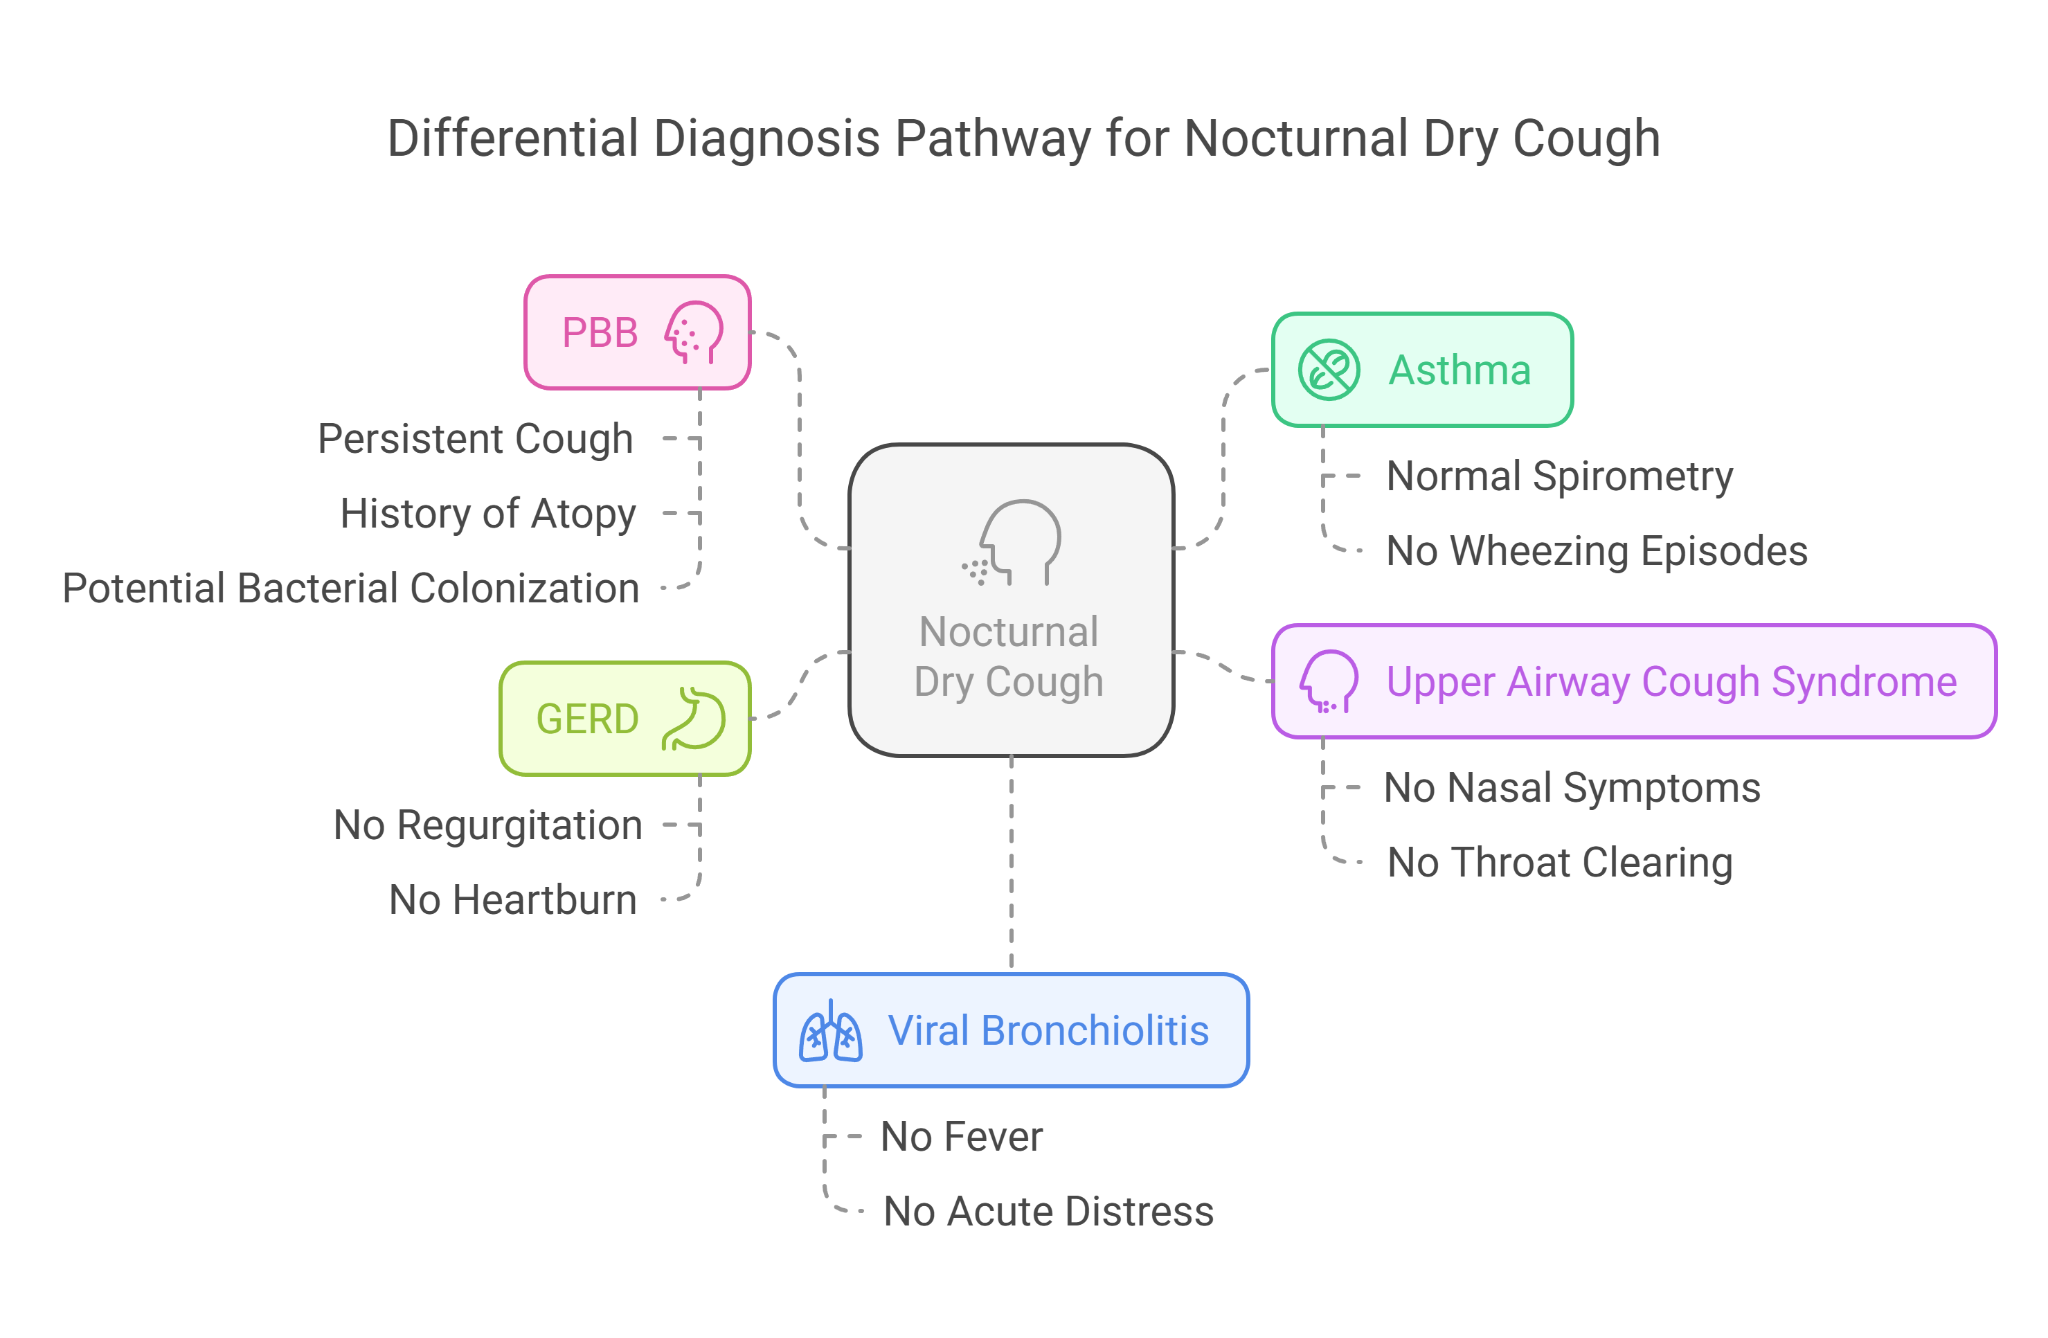 Differential Diagnosis Pathway for Nocturnal Dry Cough
PBB
Persistent Cough
History of Atopy
Potential Bacterial Colonization
GERD
No Regurgitation
No Heartburn
Nocturnal
Dry Cough
Asthma
Normal Spirometry
No Wheezing Episodes
Upper Airway Cough Syndrome
No Nasal Symptoms
No Throat Clearing
Viral Bronchiolitis
No Fever
No Acute Distress